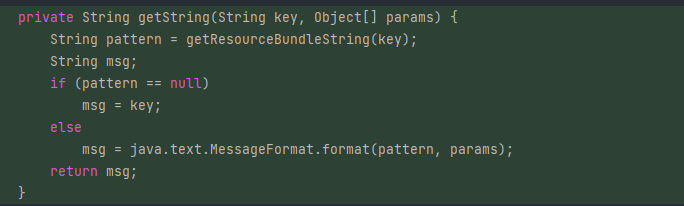 private String getString(String key, Object[] params) {
    String pattern = getResourceBundleString(key);
    String msg;
    if (pattern == null)
        msg = key;
    else
        msg = java.text.MessageFormat.format(pattern, params);
    return msg;
}